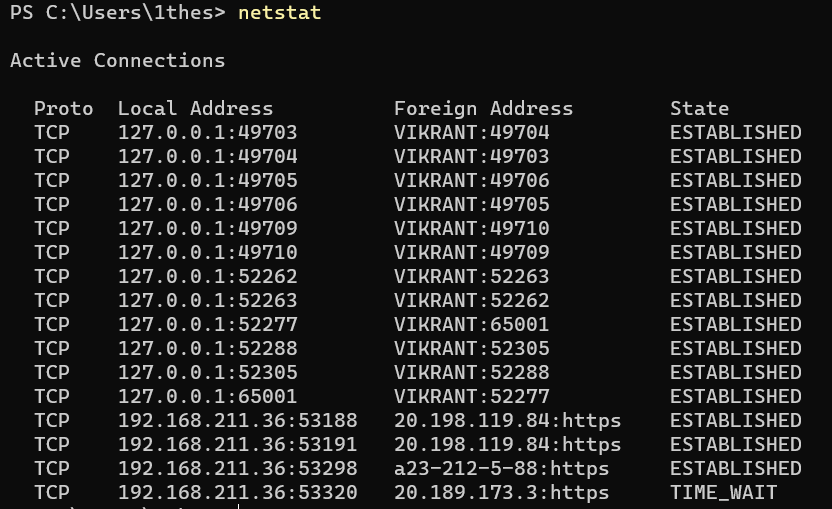 PS C:\Users\1thes> netstat
Active Connections
Proto  Local Address          Foreign Address        State
TCP    127.0.0.1:49703        VIKRANT:49704          ESTABLISHED
TCP    127.0.0.1:49704        VIKRANT:49703          ESTABLISHED
TCP    127.0.0.1:49705        VIKRANT:49706          ESTABLISHED
TCP    127.0.0.1:49706        VIKRANT:49705          ESTABLISHED
TCP    127.0.0.1:49709        VIKRANT:49710          ESTABLISHED
TCP    127.0.0.1:49710        VIKRANT:49709          ESTABLISHED
TCP    127.0.0.1:52262        VIKRANT:52263          ESTABLISHED
TCP    127.0.0.1:52263        VIKRANT:52262          ESTABLISHED
TCP    127.0.0.1:52277        VIKRANT:65001          ESTABLISHED
TCP    127.0.0.1:52288        VIKRANT:52305          ESTABLISHED
TCP    127.0.0.1:52305        VIKRANT:52288          ESTABLISHED
TCP    127.0.0.1:65001        VIKRANT:52277          ESTABLISHED
TCP    192.168.211.36:53188   20.198.119.84:https    ESTABLISHED
TCP    192.168.211.36:53191   20.198.119.84:https    ESTABLISHED
TCP    192.168.211.36:53298   a23-212-5-88:https     ESTABLISHED
TCP    192.168.211.36:53320   20.189.173.3:https     TIME_WAIT